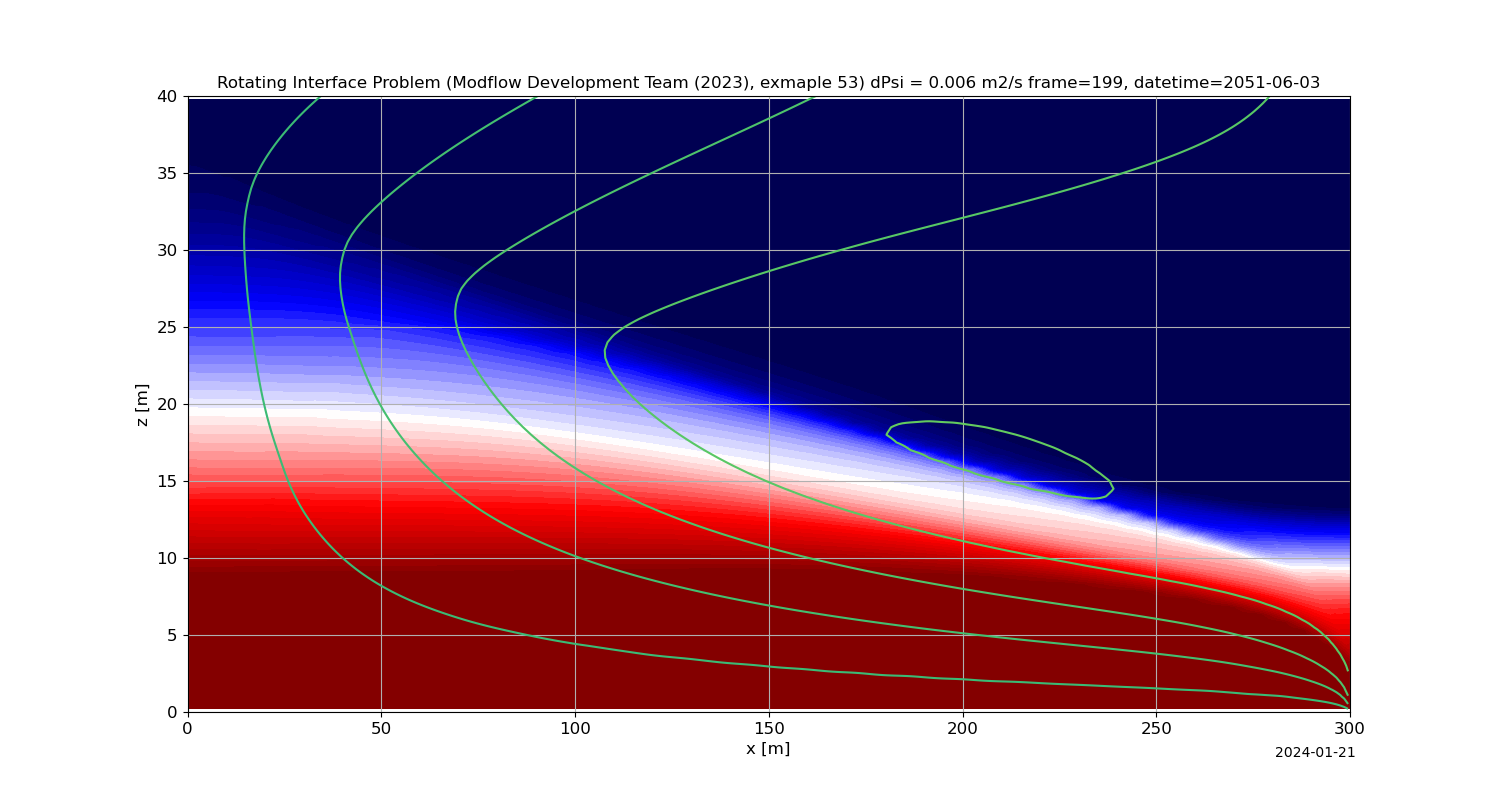 Rotating Interface Problem (Modflow Development Team (2023), exmaple 53) dPsi = 0.006 m2/s frame=199, datetime=2051-06-03
40
35
30
25
20
15
10
5
0
z [m]
0 50 100 150 200 250 300
x [m]
2024-01-21